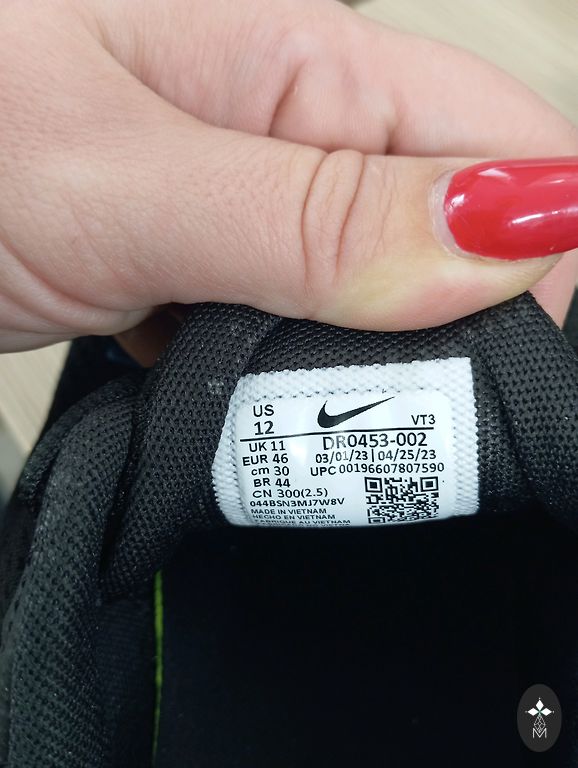 US
12
VT3
UK 11
DR0453-002
EUR 46
03/01/23 | 04/25/23
cm 30
UPC 00196607807590
BR 44
CN 300(2.5)
044BSN3MJ7W8V
MADE IN VIETNAM
HECHO EN VIETNAM
FABRIQUE AU VIETNAM
M